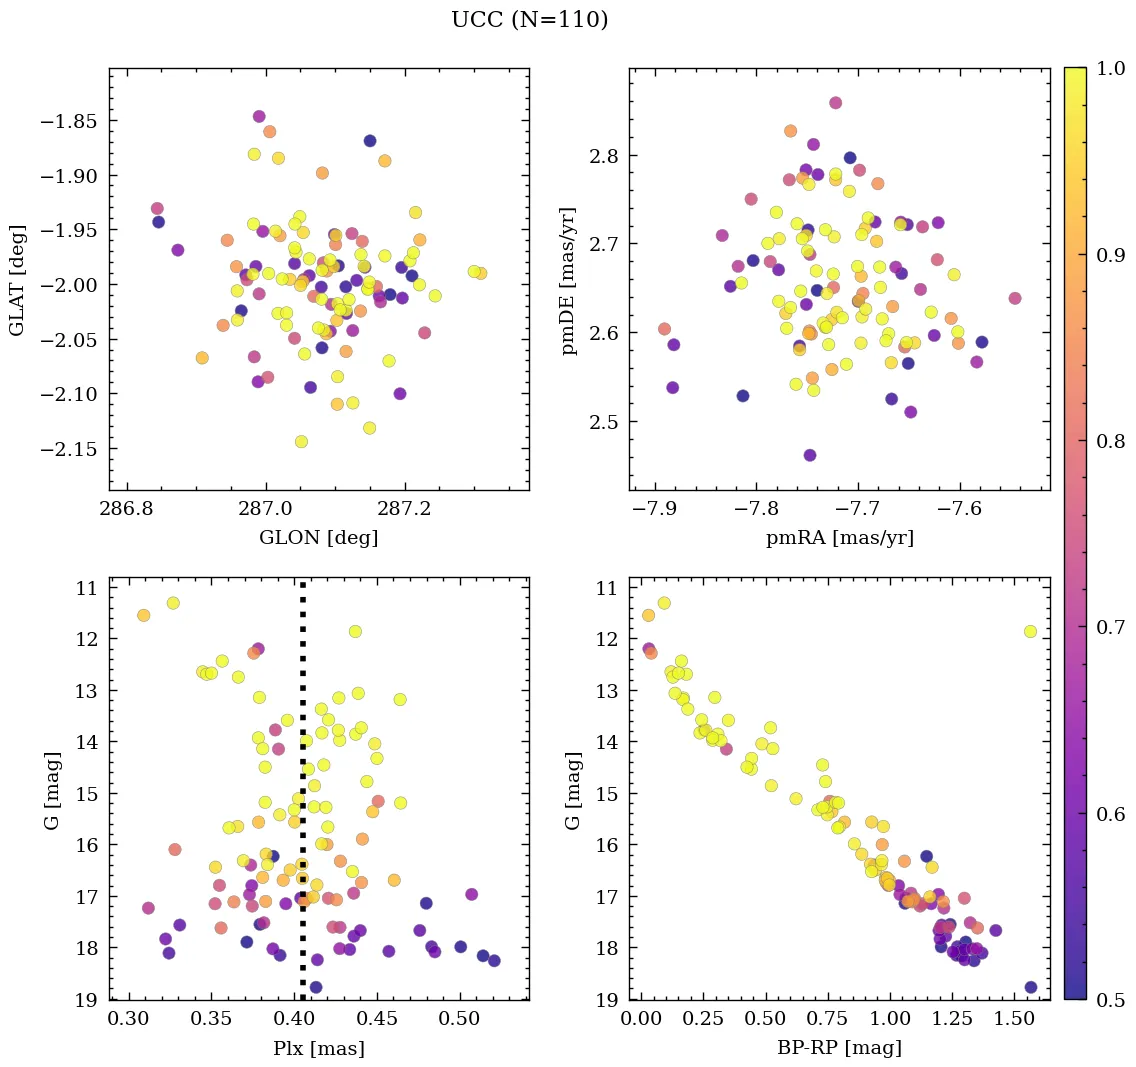 UCC (N=110)
−1.85
−1.90
−1.95
−2.00
−2.05
−2.10
−2.15
GLAT [deg]
286.8 287.0 287.2
GLON [deg]
2.8
2.7
2.6
2.5
pmDE [mas/yr]
−7.9 −7.8 −7.7 −7.6
pmRA [mas/yr]
1.0
0.9
0.8
0.7
0.6
0.5
11
12
13
14
15
16
17
18
19
G [mag]
0.30 0.35 0.40 0.45 0.50
Plx [mas]
11
12
13
14
15
16
17
18
19
G [mag]
0.00 0.25 0.50 0.75 1.00 1.25 1.50
BP-RP [mag]